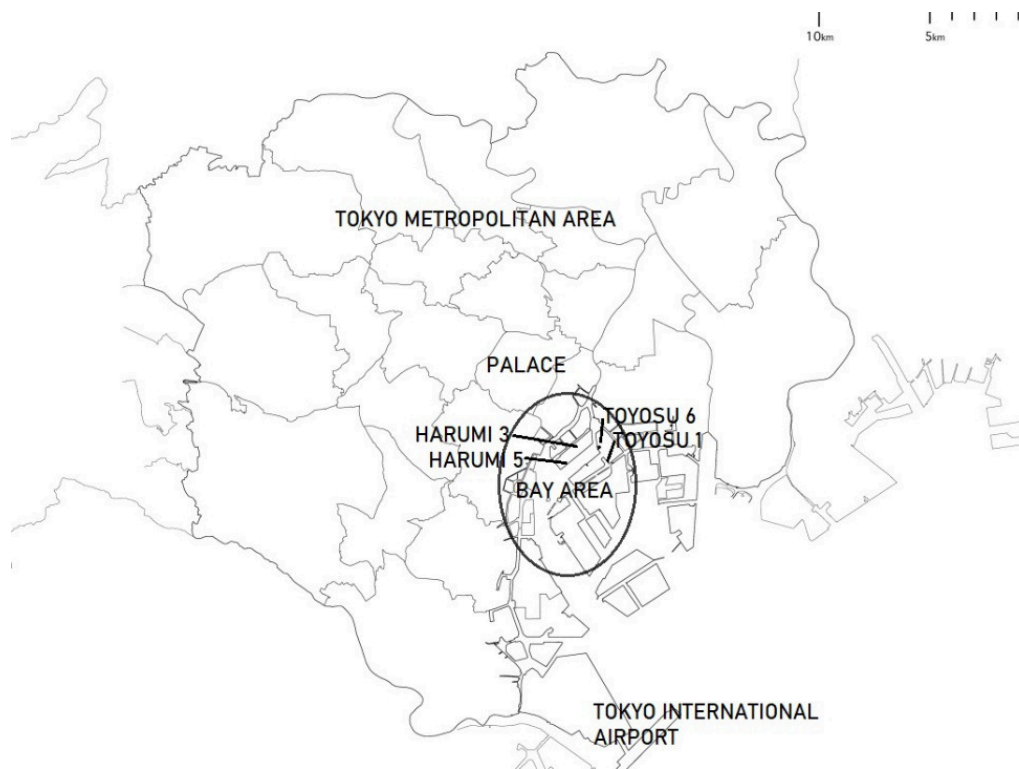 10km
5km
TOKYO METROPOLITAN AREA
PALACE
TOYOSU 6
HARUMI 3
TOYOSU 1
HARUMI 5
BAY AREA
TOKYO INTERNATIONAL
AIRPORT